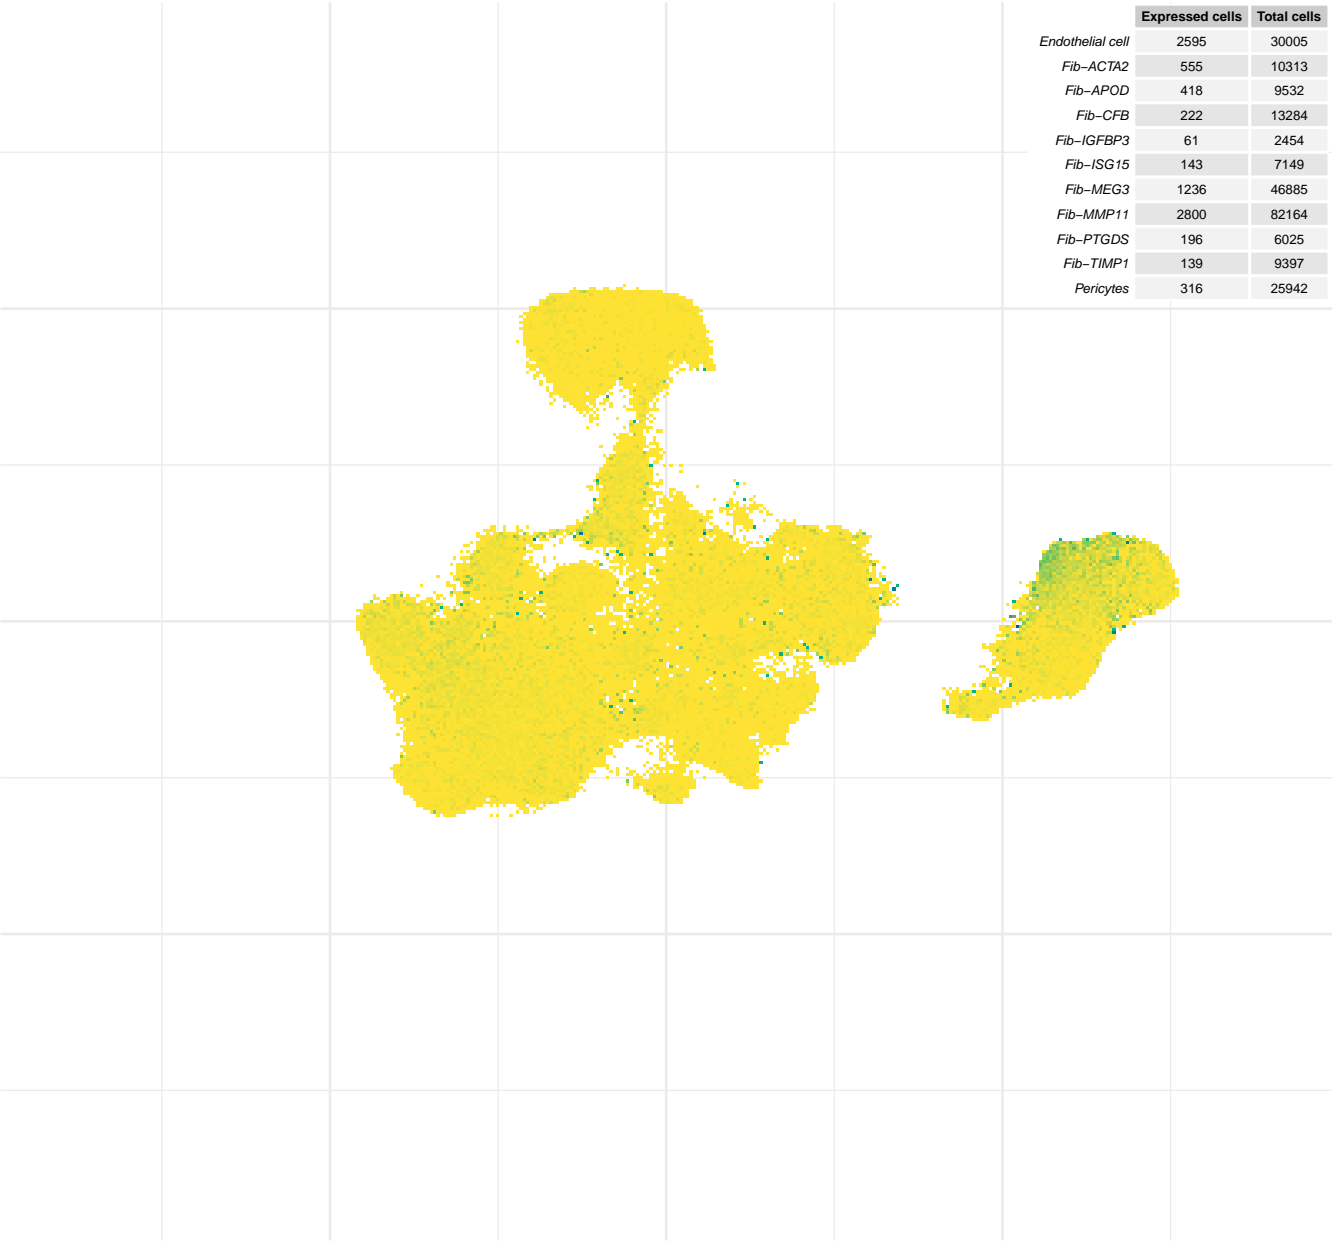 Expressed cells Total cells
Endothelial cell 2595 30005
Fib−ACTA2 555 10313
Fib−APOD 418 9532
Fib−CFB 222 13284
Fib−IGFBP3 61 2454
Fib−ISG15 143 7149
Fib−MEG3 1236 46885
Fib−MMP11 2800 82164
Fib−PTGDS 196 6025
Fib−TIMP1 139 9397
Pericytes 316 25942